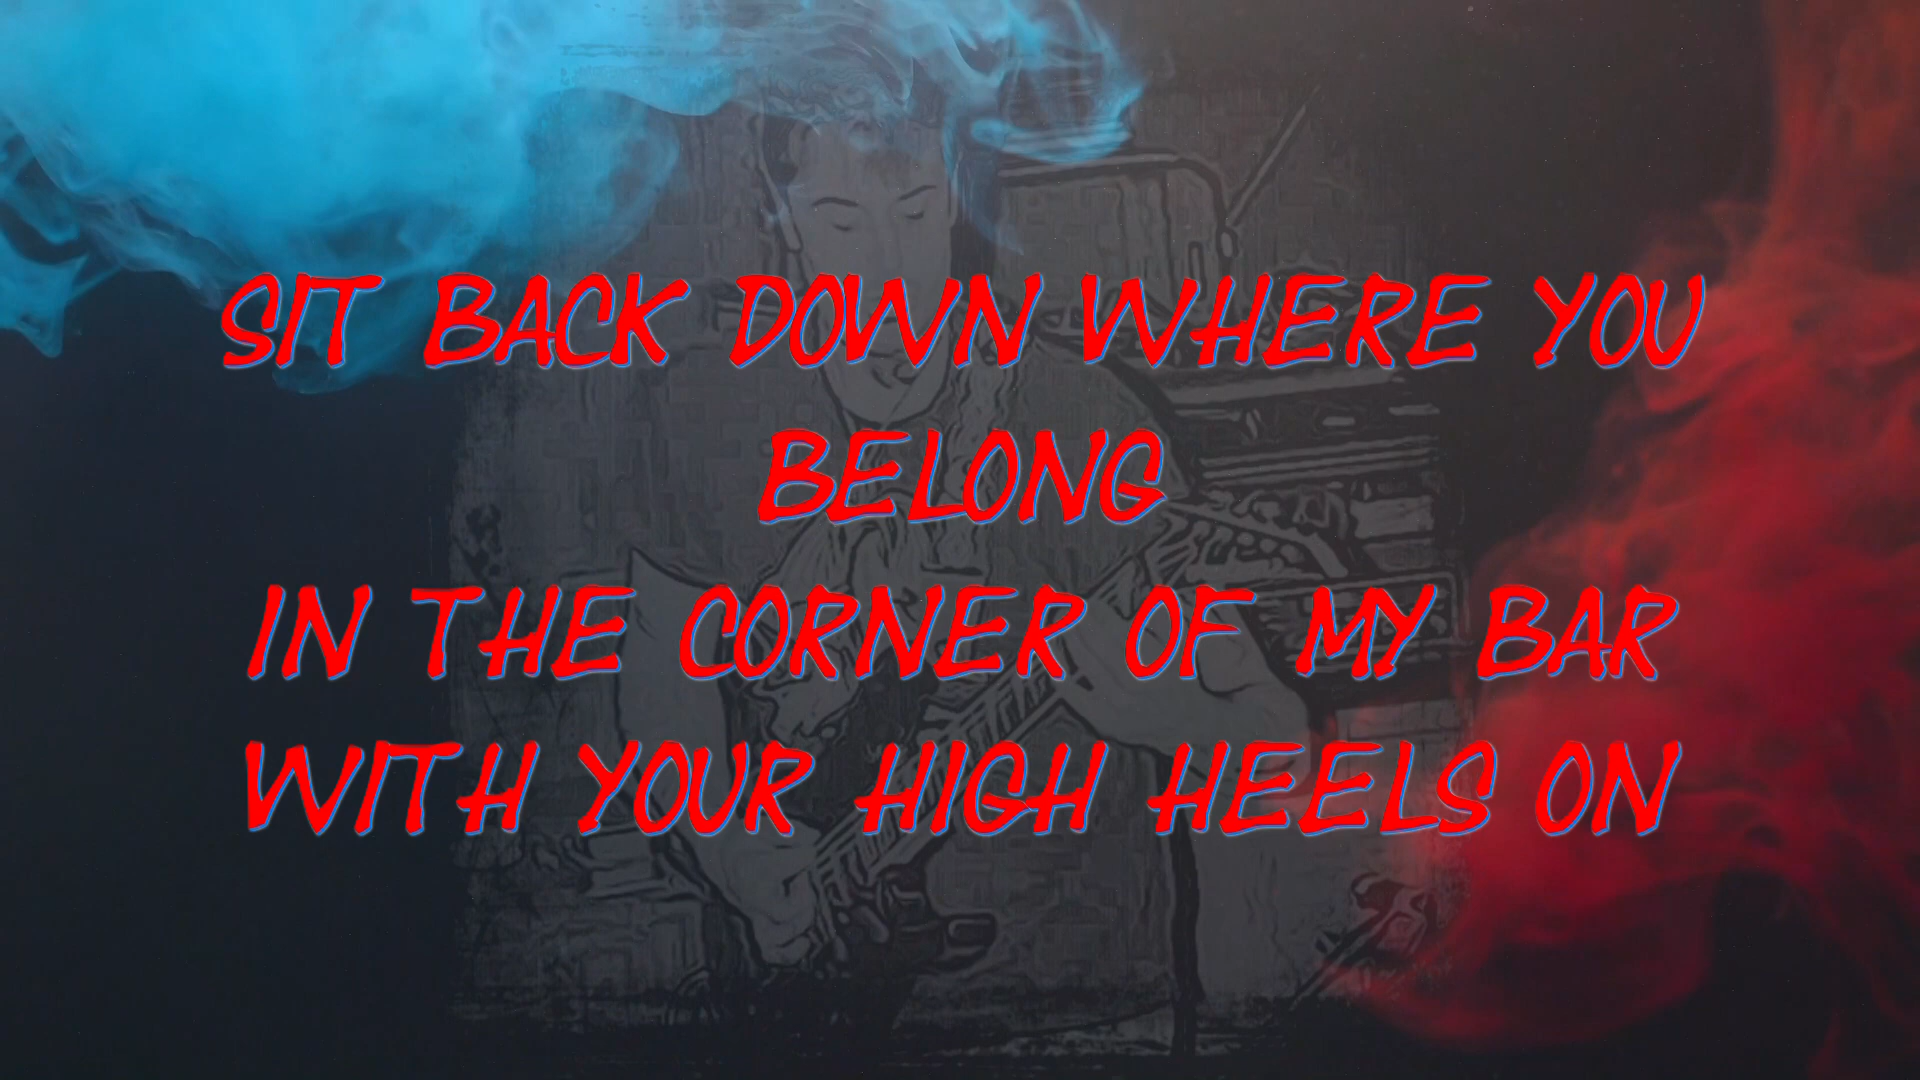 SIT BACK DOWN WHERE YOU
BELONG
IN THE CORNER OF MY BAR
WITH YOUR HIGH HEELS ON